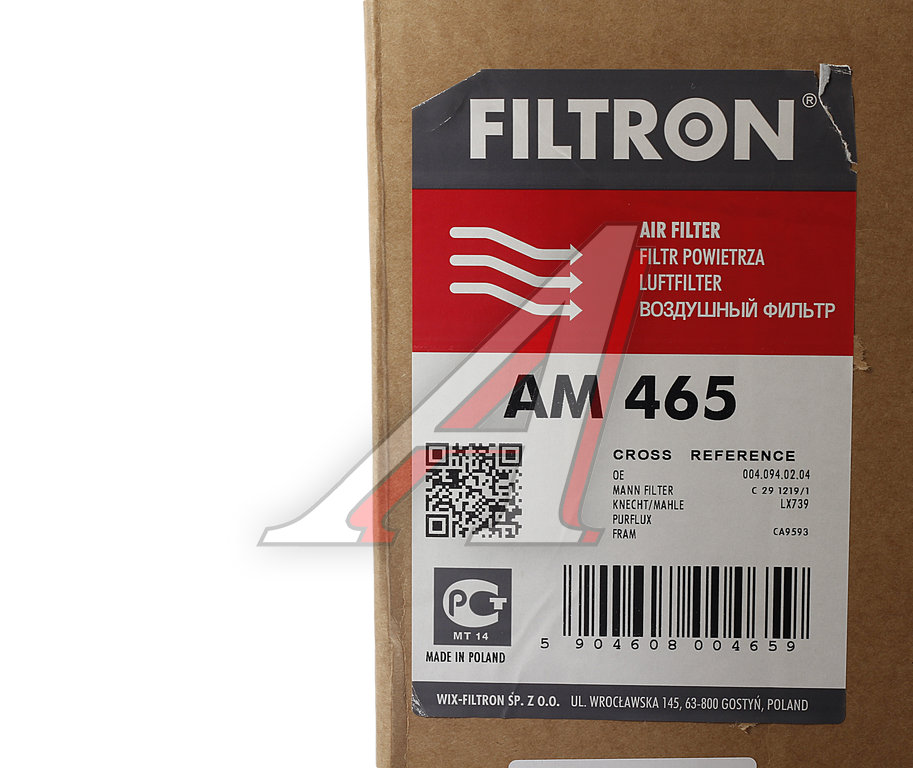 FILTRON®
AIR FILTER
FILTR POWIETRZA
LUFTFILTER
ВОЗДУШНЫЙ ФИЛЬТР
AM 465
CROSS REFERENCE
OE 004.094.02.04
MANN FILTER C 29 1219/1
KNECHT/MAHLE LX739
PURFLUX
FRAM CA9593
РСТ
MT 14
MADE IN POLAND
5 904608 004659
WIX-FILTRON ŚP. Z O.O. UL. WROCŁAWSKA 145, 63-800 GOSTYŃ, POLAND